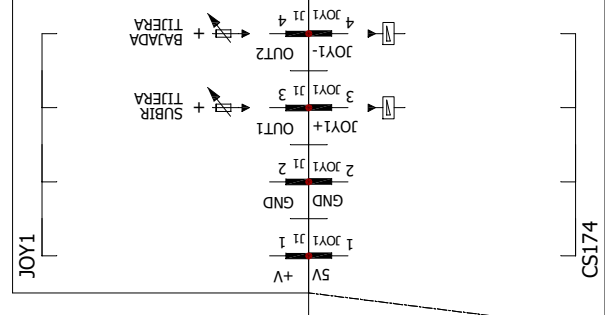 BAJADA
TIJERA
+
4
J1
JOY1
4
OUT2
JOY1-
SUBIR
TIJERA
+
3
J1
JOY1
3
OUT1
JOY1+
2
J1
JOY1
2
GND
GND
1
J1
JOY1
1
+V
5V
JOY1
CS174